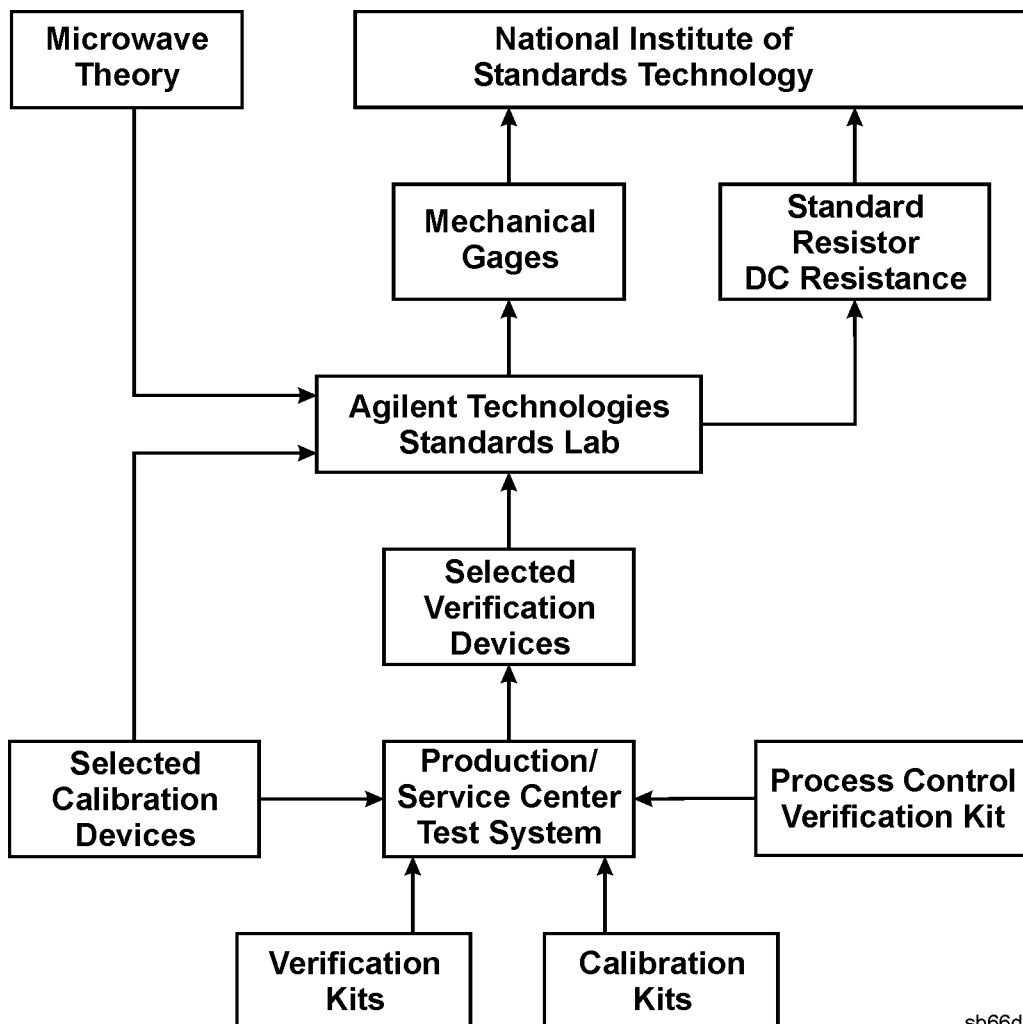 Microwave
Theory
National Institute of
Standards Technology
Mechanical
Gages
Standard
Resistor
DC Resistance
Agilent Technologies
Standards Lab
Selected
Verification
Devices
Selected
Calibration
Devices
Production/
Service Center
Test System
Process Control
Verification Kit
Verification
Kits
Calibration
Kits
sb66d